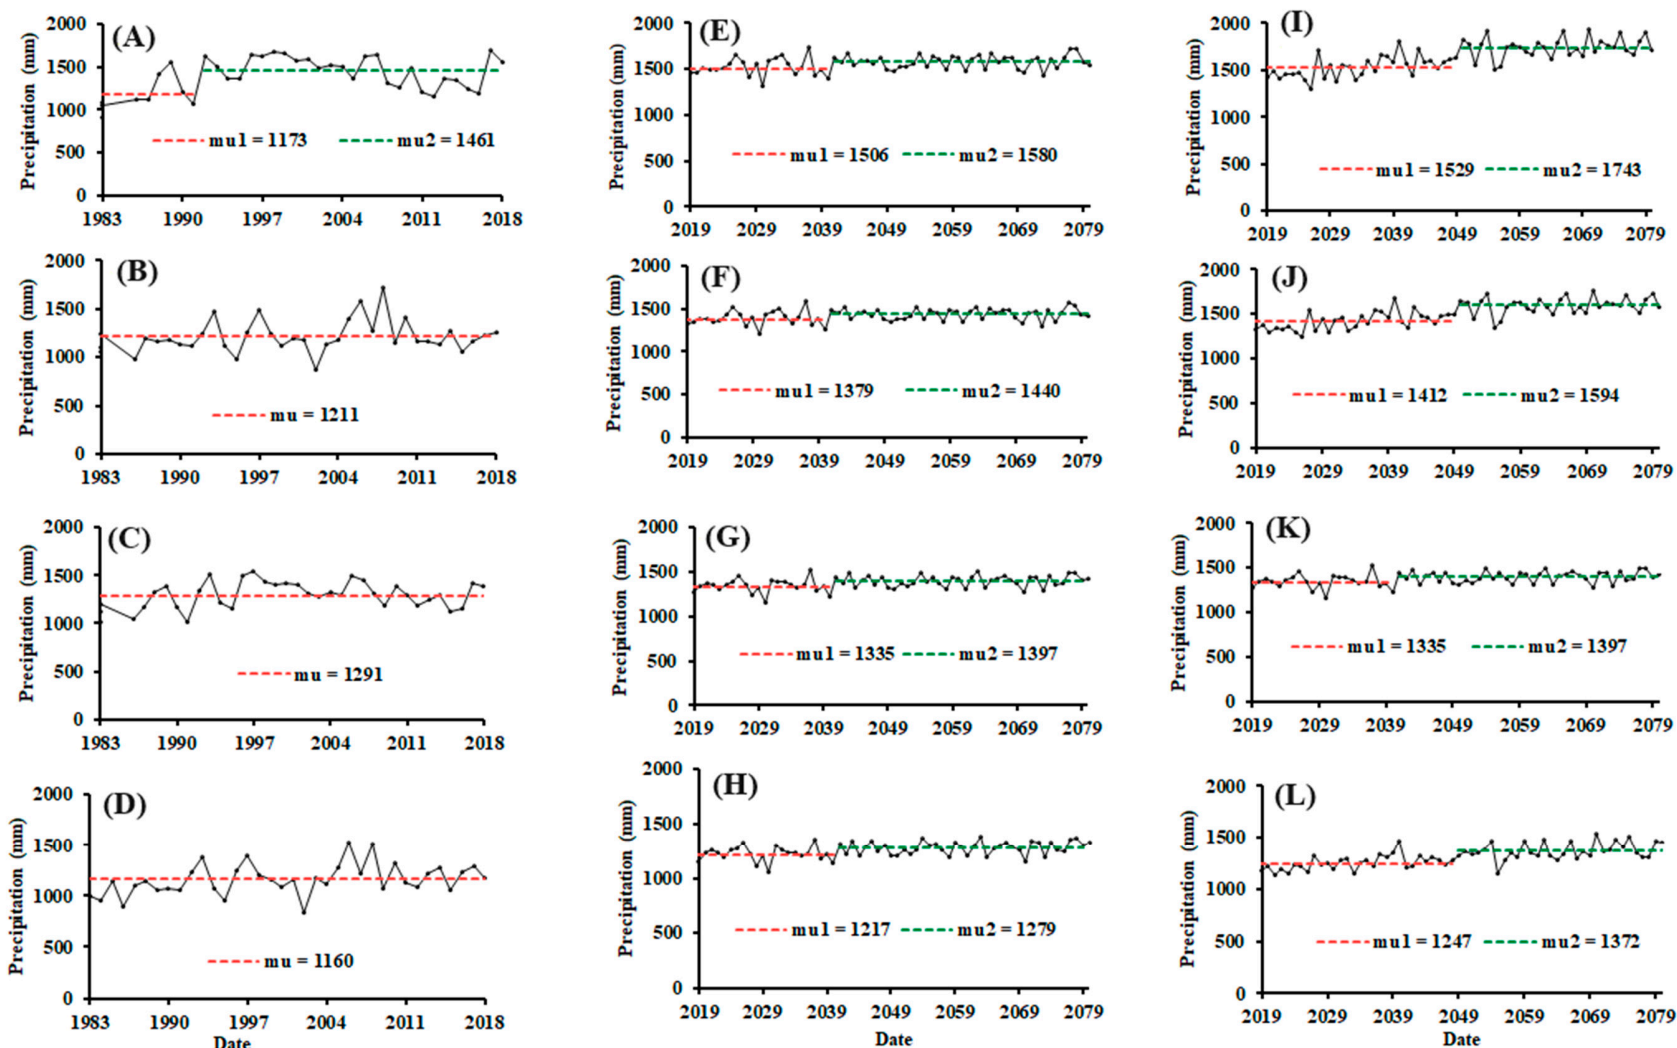 (A)
Precipitation (mm)
2000
1500
1000
500
0
mu1 = 1173 mu2 = 1461
1983 1990 1997 2004 2011 2018
(E)
Precipitation (mm)
2000
1500
1000
500
0
mu1 = 1506 mu2 = 1580
2019 2029 2039 2049 2059 2069 2079
(I)
Precipitation (mm)
2000
1500
1000
500
0
mu1 = 1529 mu2 = 1743
2019 2029 2039 2049 2059 2069 2079
(B)
Precipitation (mm)
2000
1500
1000
500
0
mu = 1211
1983 1990 1997 2004 2011 2018
(F)
Precipitation (mm)
2000
1500
1000
500
0
mu1 = 1379 mu2 = 1440
2019 2029 2039 2049 2059 2069 2079
(J)
Precipitation (mm)
2000
1500
1000
500
0
mu1 = 1412 mu2 = 1594
2019 2029 2039 2049 2059 2069 2079
(C)
Precipitation (mm)
2000
1500
1000
500
0
mu = 1291
1983 1990 1997 2004 2011 2018
(G)
Precipitation (mm)
2000
1500
1000
500
0
mu1 = 1335 mu2 = 1397
2019 2029 2039 2049 2059 2069 2079
(K)
Precipitation (mm)
2000
1500
1000
500
0
mu1 = 1335 mu2 = 1397
2019 2029 2039 2049 2059 2069 2079
(D)
Precipitation (mm)
2000
1500
1000
500
0
mu = 1160
1983 1990 1997 2004 2011 2018
Date
(H)
Precipitation (mm)
2000
1500
1000
500
0
mu1 = 1217 mu2 = 1279
2019 2029 2039 2049 2059 2069 2079
Date
(L)
Precipitation (mm)
2000
1500
1000
500
0
mu1 = 1247 mu2 = 1372
2019 2029 2039 2049 2059 2069 2079
Date